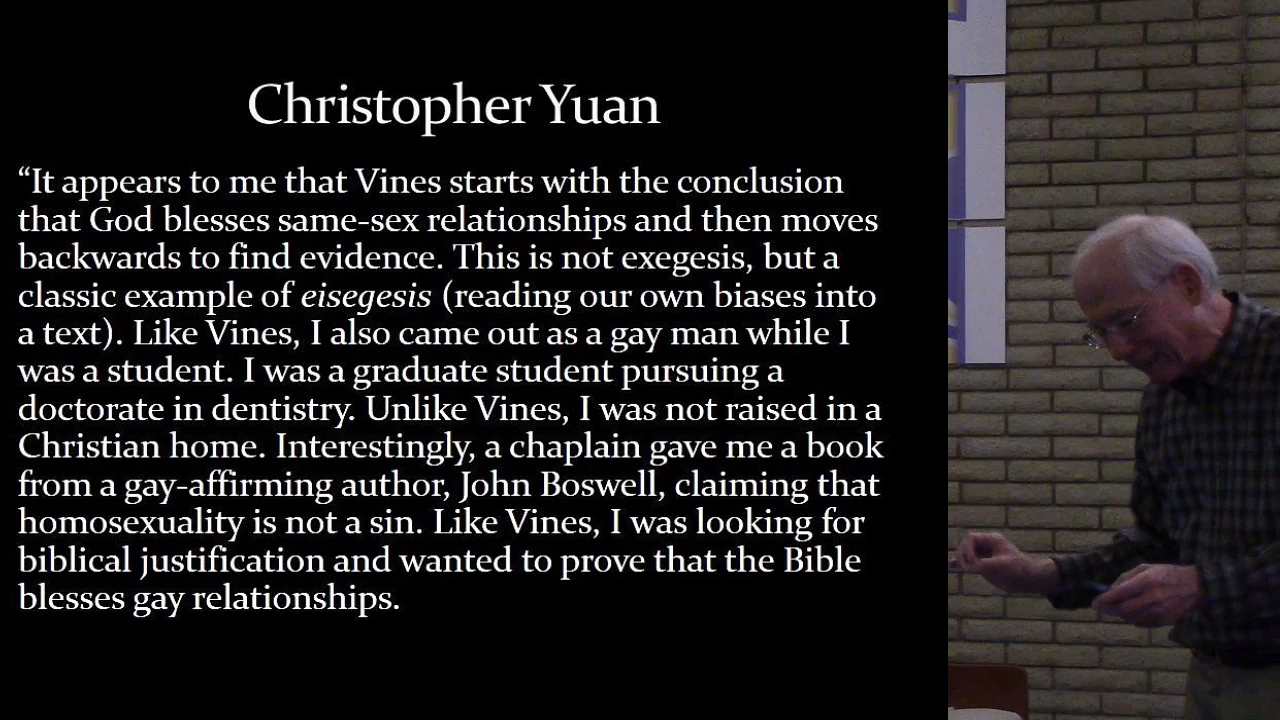 Christopher Yuan
“It appears to me that Vines starts with the conclusion
that God blesses same-sex relationships and then moves
backwards to find evidence. This is not exegesis, but a
classic example of eisegesis (reading our own biases into
a text). Like Vines, I also came out as a gay man while I
was a student. I was a graduate student pursuing a
doctorate in dentistry. Unlike Vines, I was not raised in a
Christian home. Interestingly, a chaplain gave me a book
from a gay-affirming author, John Boswell, claiming that
homosexuality is not a sin. Like Vines, I was looking for
biblical justification and wanted to prove that the Bible
blesses gay relationships.